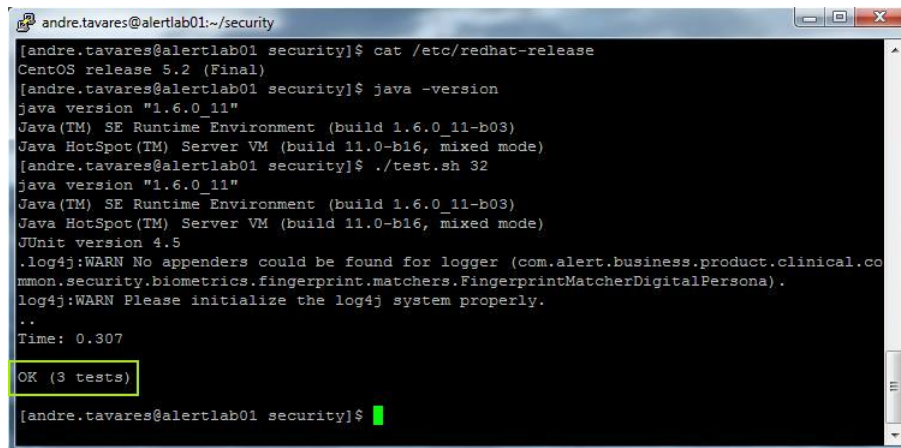 andre.tavares@alertlab01:~/security
[andre.tavares@alertlab01 security]$ cat /etc/redhat-release
CentOS release 5.2 (Final)
[andre.tavares@alertlab01 security]$ java -version
java version "1.6.0_11"
Java(TM) SE Runtime Environment (build 1.6.0_11-b03)
Java HotSpot(TM) Server VM (build 11.0-b16, mixed mode)
[andre.tavares@alertlab01 security]$ ./test.sh 32
java version "1.6.0_11"
Java(TM) SE Runtime Environment (build 1.6.0_11-b03)
Java HotSpot(TM) Server VM (build 11.0-b16, mixed mode)
JUnit version 4.5
.log4j:WARN No appenders could be found for logger (com.alert.business.product.clinical.co
mmon.security.biometrics.fingerprint.matchers.FingerprintMatcherDigitalPersona).
log4j:WARN Please initialize the log4j system properly.
..
Time: 0.307
OK (3 tests)
[andre.tavares@alertlab01 security]$